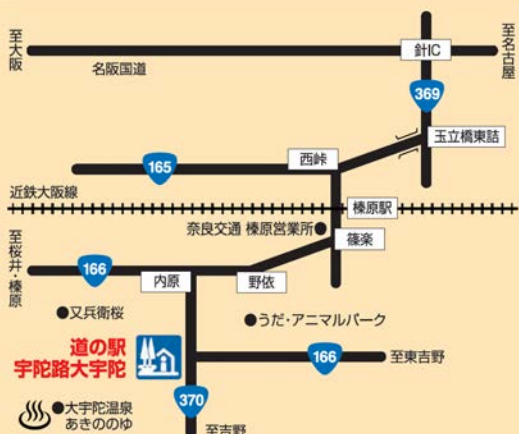 至大阪
名阪国道
針IC
至名古屋
369
玉立橋東詰
西峠
165
近鉄大阪線
榛原駅
奈良交通 榛原営業所
篠楽
至桜井・榛原
166
内原
野依
又兵衛桜
うだ・アニマルパーク
道の駅
宇陀路大宇陀
166
至東吉野
370
大宇陀温泉
あきののゆ
至吉野